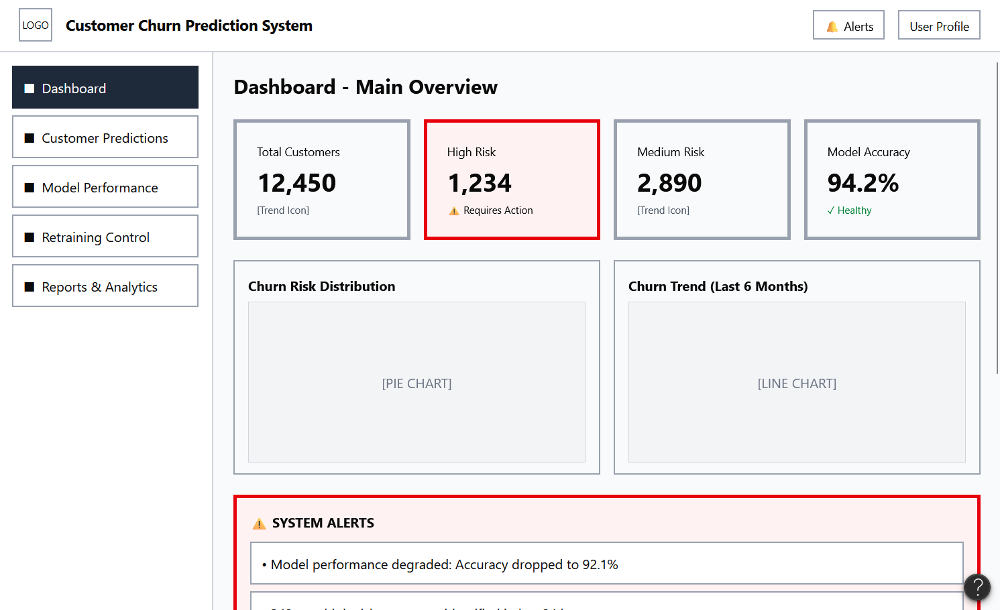 LOGO
Customer Churn Prediction System
Alerts
User Profile
Dashboard
Customer Predictions
Model Performance
Retraining Control
Reports & Analytics
Dashboard - Main Overview
Total Customers
12,450
[Trend Icon]
High Risk
1,234
Requires Action
Medium Risk
2,890
[Trend Icon]
Model Accuracy
94.2%
✓ Healthy
Churn Risk Distribution
[PIE CHART]
Churn Trend (Last 6 Months)
[LINE CHART]
SYSTEM ALERTS
• Model performance degraded: Accuracy dropped to 92.1%
?